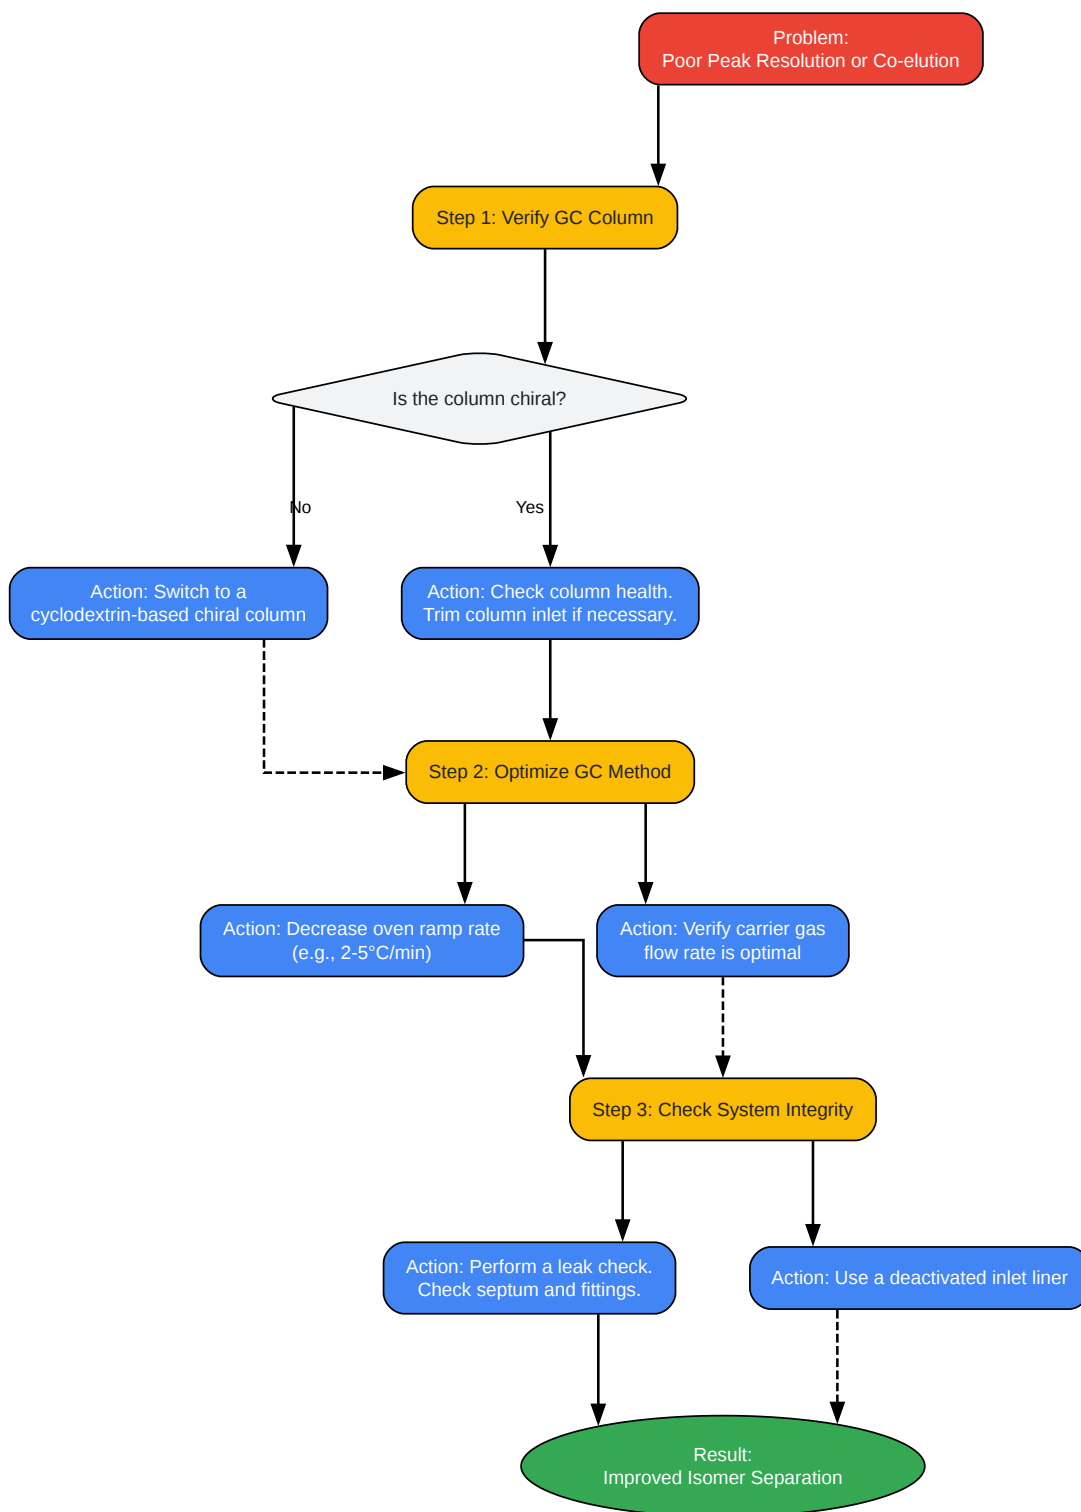 Problem:
Poor Peak Resolution or Co-elution
Step 1: Verify GC Column
Is the column chiral?
No
Yes
Action: Switch to a
cyclodextrin-based chiral column
Action: Check column health.
Trim column inlet if necessary.
Step 2: Optimize GC Method
Action: Decrease oven ramp rate
(e.g., 2-5°C/min)
Action: Verify carrier gas
flow rate is optimal
Step 3: Check System Integrity
Action: Perform a leak check.
Check septum and fittings.
Action: Use a deactivated inlet liner
Result:
Improved Isomer Separation